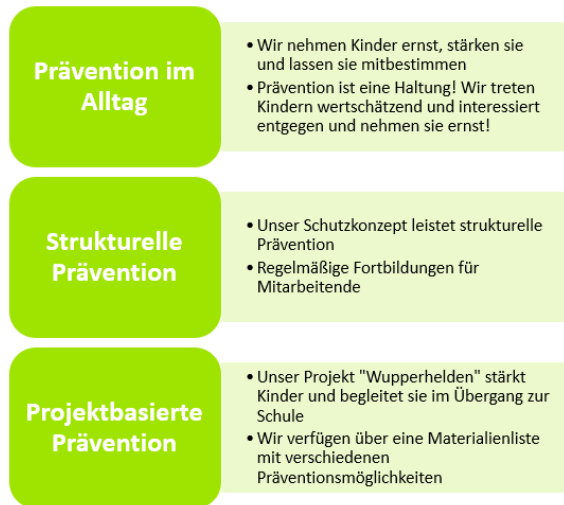 Prävention im
Alltag
• Wir nehmen Kinder ernst, stärken sie
und lassen sie mitbestimmen
• Prävention ist eine Haltung! Wir treten
Kindern wertschätzend und interessiert
entgegen und nehmen sie ernst!
Strukturelle
Prävention
• Unser Schutzkonzept leistet strukturelle
Prävention
• Regelmäßige Fortbildungen für
Mitarbeitende
Projektbasierte
Prävention
• Unser Projekt "Wupperhelden" stärkt
Kinder und begleitet sie im Übergang zur
Schule
• Wir verfügen über eine Materialienliste
mit verschiedenen
Präventionsmöglichkeiten